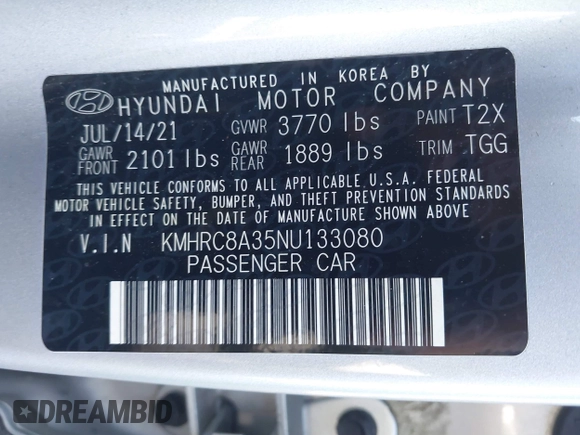 MANUFACTURED IN KOREA BY
HYUNDAI MOTOR COMPANY
JUL/14/21 GVWR 3770 lbs PAINT T2X
GAWR FRONT 2101 lbs GAWR REAR 1889 lbs TRIM TGG
THIS VEHICLE CONFORMS TO ALL APPLICABLE U.S.A. FEDERAL
MOTOR VEHICLE SAFETY, BUMPER, AND THEFT PREVENTION
STANDARDS IN EFFECT ON THE DATE OF MANUFACTURE SHOWN ABOVE
V.I.N KMHRC8A35NU133080
PASSENGER CAR
DREAMBID